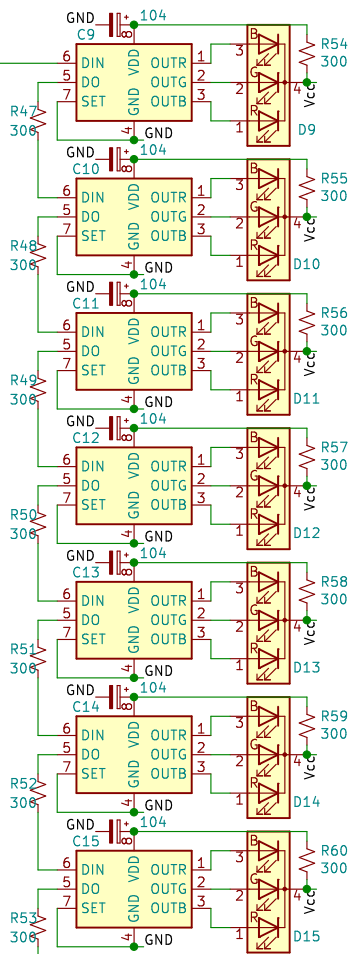 GND 104
C9
B
R54
300
6 DIN VDD 8 OUTR 1 3
5 DO OUTG 2 2 G 4
7 SET GND OUTB 3 Vcc
R47
300
4 GND 1 R D9
GND 104
C10
B
R55
300
6 DIN VDD 8 OUTR 1 3
5 DO OUTG 2 2 G 4
7 SET GND OUTB 3 Vcc
R48
300
4 GND 1 R D10
GND 104
C11
B
R56
300
6 DIN VDD 8 OUTR 1 3
5 DO OUTG 2 2 G 4
7 SET GND OUTB 3 Vcc
R49
300
4 GND 1 R D11
GND 104
C12
B
R57
300
6 DIN VDD 8 OUTR 1 3
5 DO OUTG 2 2 G 4
7 SET GND OUTB 3 Vcc
R50
300
4 GND 1 R D12
GND 104
C13
B
R58
300
6 DIN VDD 8 OUTR 1 3
5 DO OUTG 2 2 G 4
7 SET GND OUTB 3 Vcc
R51
300
4 GND 1 R D13
GND 104
C14
B
R59
300
6 DIN VDD 8 OUTR 1 3
5 DO OUTG 2 2 G 4
7 SET GND OUTB 3 Vcc
R52
300
4 GND 1 R D14
GND 104
C15
B
R60
300
6 DIN VDD 8 OUTR 1 3
5 DO OUTG 2 2 G 4
7 SET GND OUTB 3 Vcc
R53
300
4 GND 1 R D15